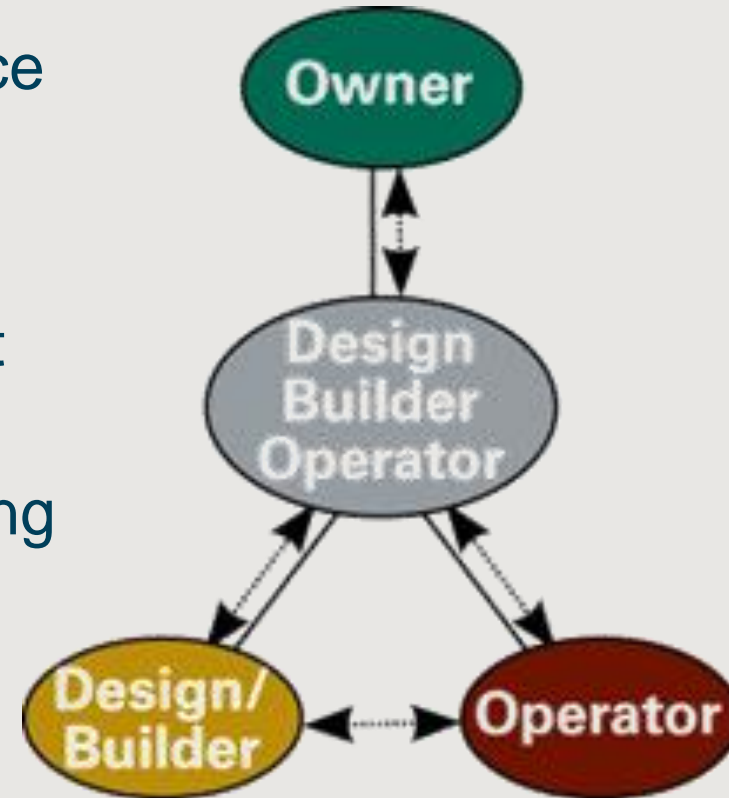 ce
Owner
t
Design
Builder
Operator
ng
Design/
Builder
Operator